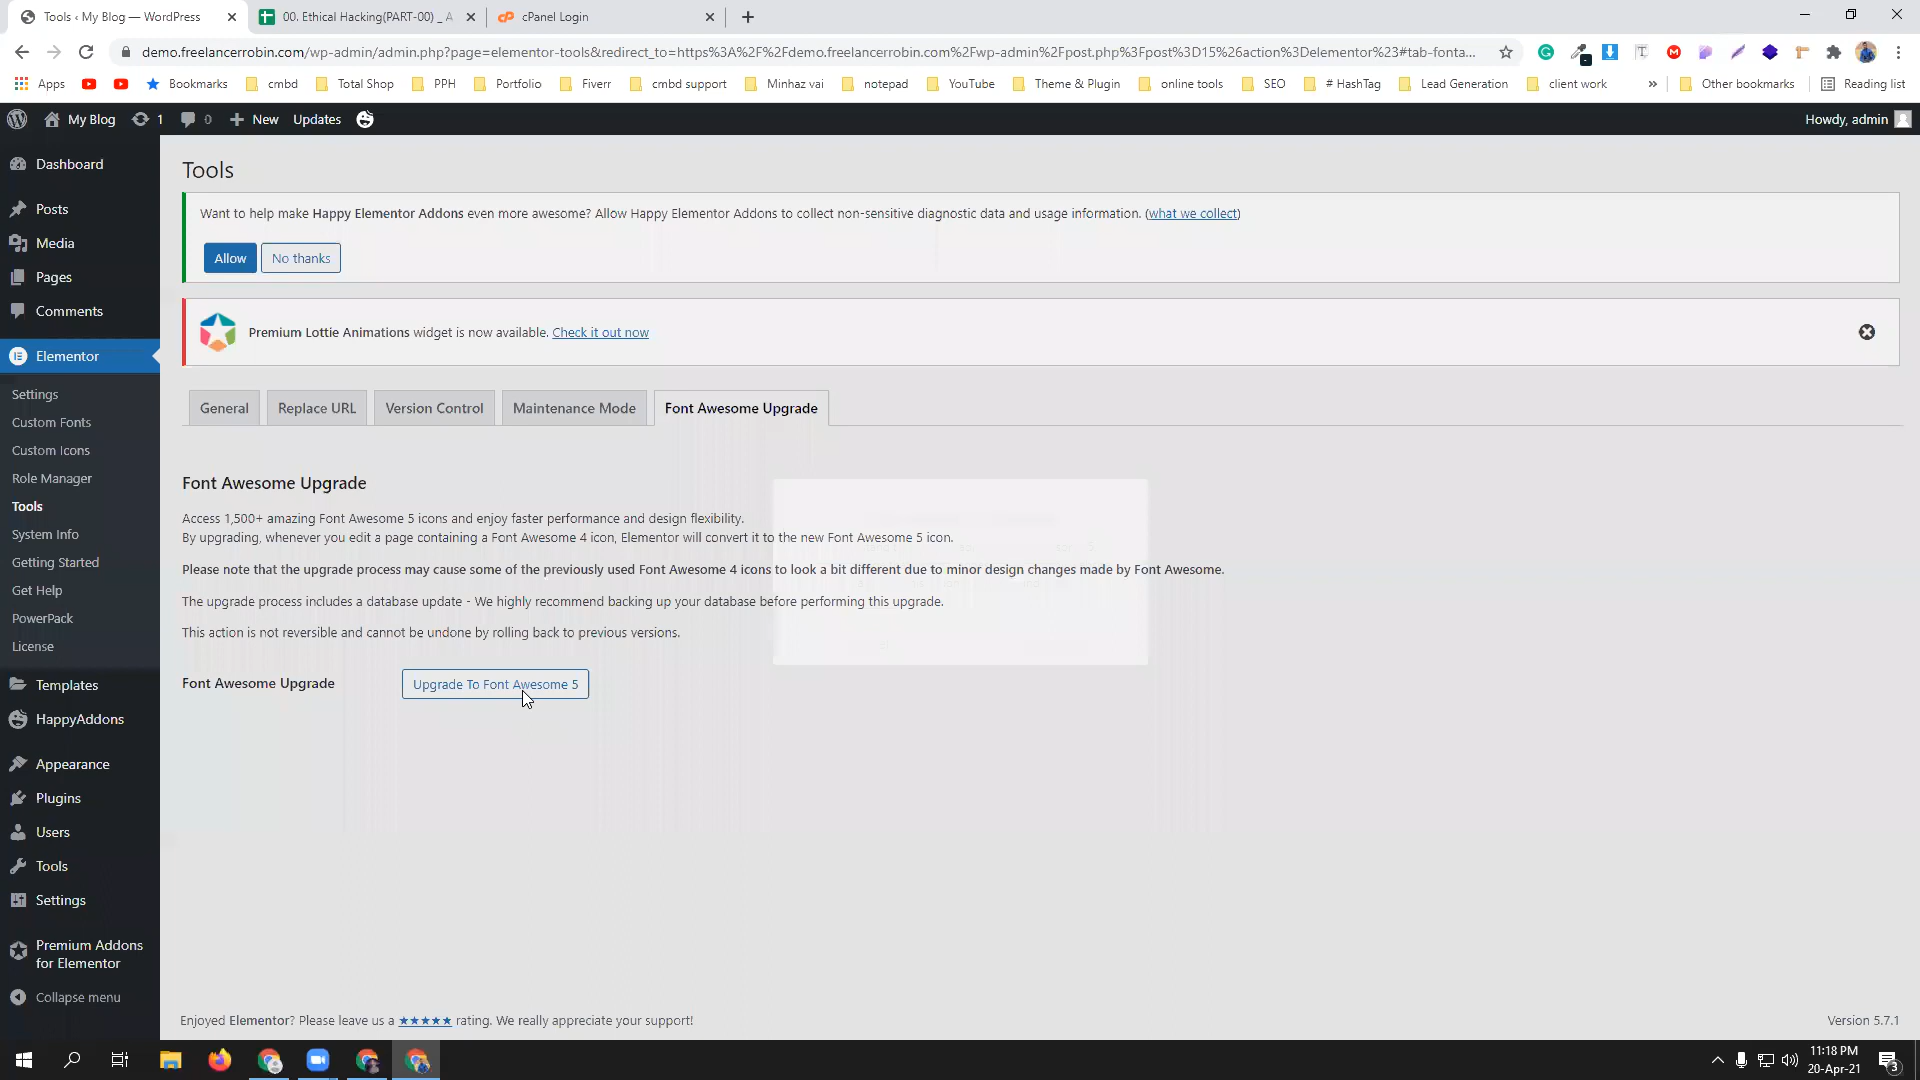 Tools ‹ My Blog — WordPress
00. Ethical Hacking(PART-00) _ A
cPanel Login
demo.freelancerrobin.com/wp-admin/admin.php?page=elementor-tools&redirect_to=https%3A%2F%2Fdemo.freelancerrobin.com%2Fwp-admin%2Fpost.php%3Fpost%3D15%26action%3Delementor%23#tab-fonta...
Apps
Bookmarks
cmbd
Total Shop
PPH
Portfolio
Fiverr
cmbd support
Minhaz vai
notepad
YouTube
Theme & Plugin
online tools
SEO
# HashTag
Lead Generation
client work
»
Other bookmarks
Reading list
My Blog
1
0
New
Updates
Howdy, admin
Dashboard
Posts
Media
Pages
Comments
Elementor
Settings
Custom Fonts
Custom Icons
Role Manager
Tools
System Info
Getting Started
Get Help
PowerPack
License
Templates
HappyAddons
Appearance
Plugins
Users
Tools
Settings
Premium Addons
for Elementor
Collapse menu
Tools
Want to help make Happy Elementor Addons even more awesome? Allow Happy Elementor Addons to collect non-sensitive diagnostic data and usage information. (what we collect)
Allow
No thanks
Premium Lottie Animations widget is now available. Check it out now
General
Replace URL
Version Control
Maintenance Mode
Font Awesome Upgrade
Font Awesome Upgrade
Access 1,500+ amazing Font Awesome 5 icons and enjoy faster performance and design flexibility.
By upgrading, whenever you edit a page containing a Font Awesome 4 icon, Elementor will convert it to the new Font Awesome 5 icon.
Please note that the upgrade process may cause some of the previously used Font Awesome 4 icons to look a bit different due to minor design changes made by Font Awesome.
The upgrade process includes a database update - We highly recommend backing up your database before performing this upgrade.
This action is not reversible and cannot be undone by rolling back to previous versions.
Font Awesome Upgrade
Upgrade To Font Awesome 5
Enjoyed Elementor? Please leave us a ★★★★★ rating. We really appreciate your support!
Version 5.7.1
11:18 PM
20-Apr-21
3